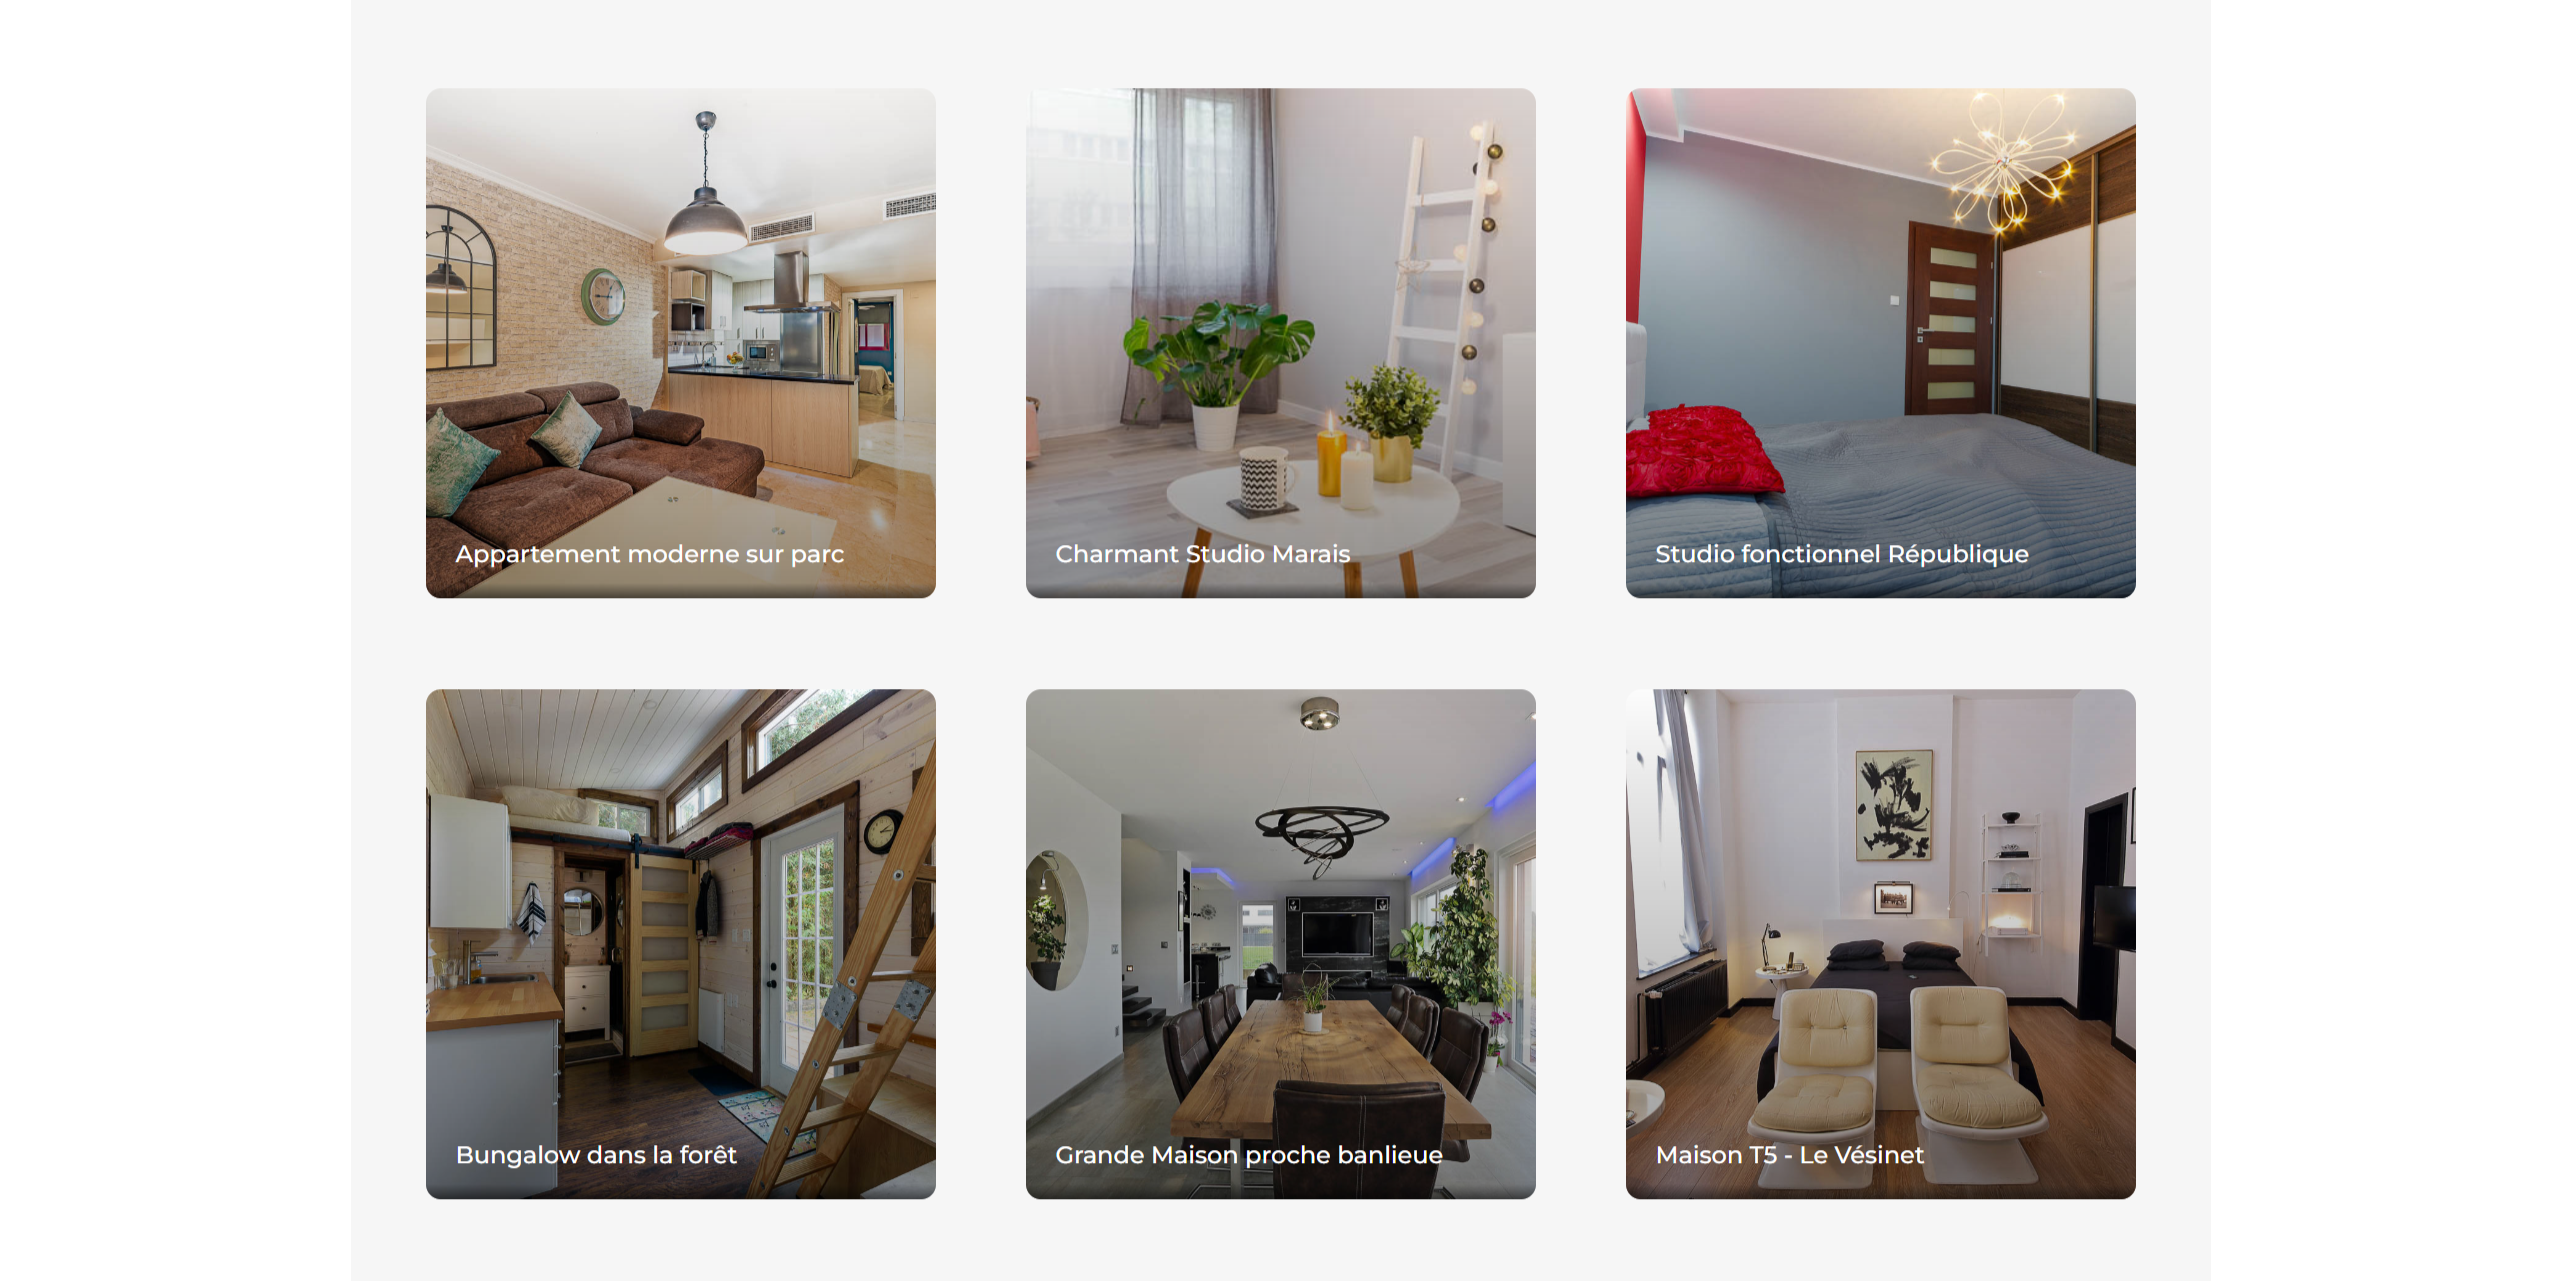 Appartement moderne sur parc
Charmant Studio Marais
Studio fonctionnel République
Bungalow dans la forêt
Grande Maison proche banlieue
Maison T5 - Le Vésinet